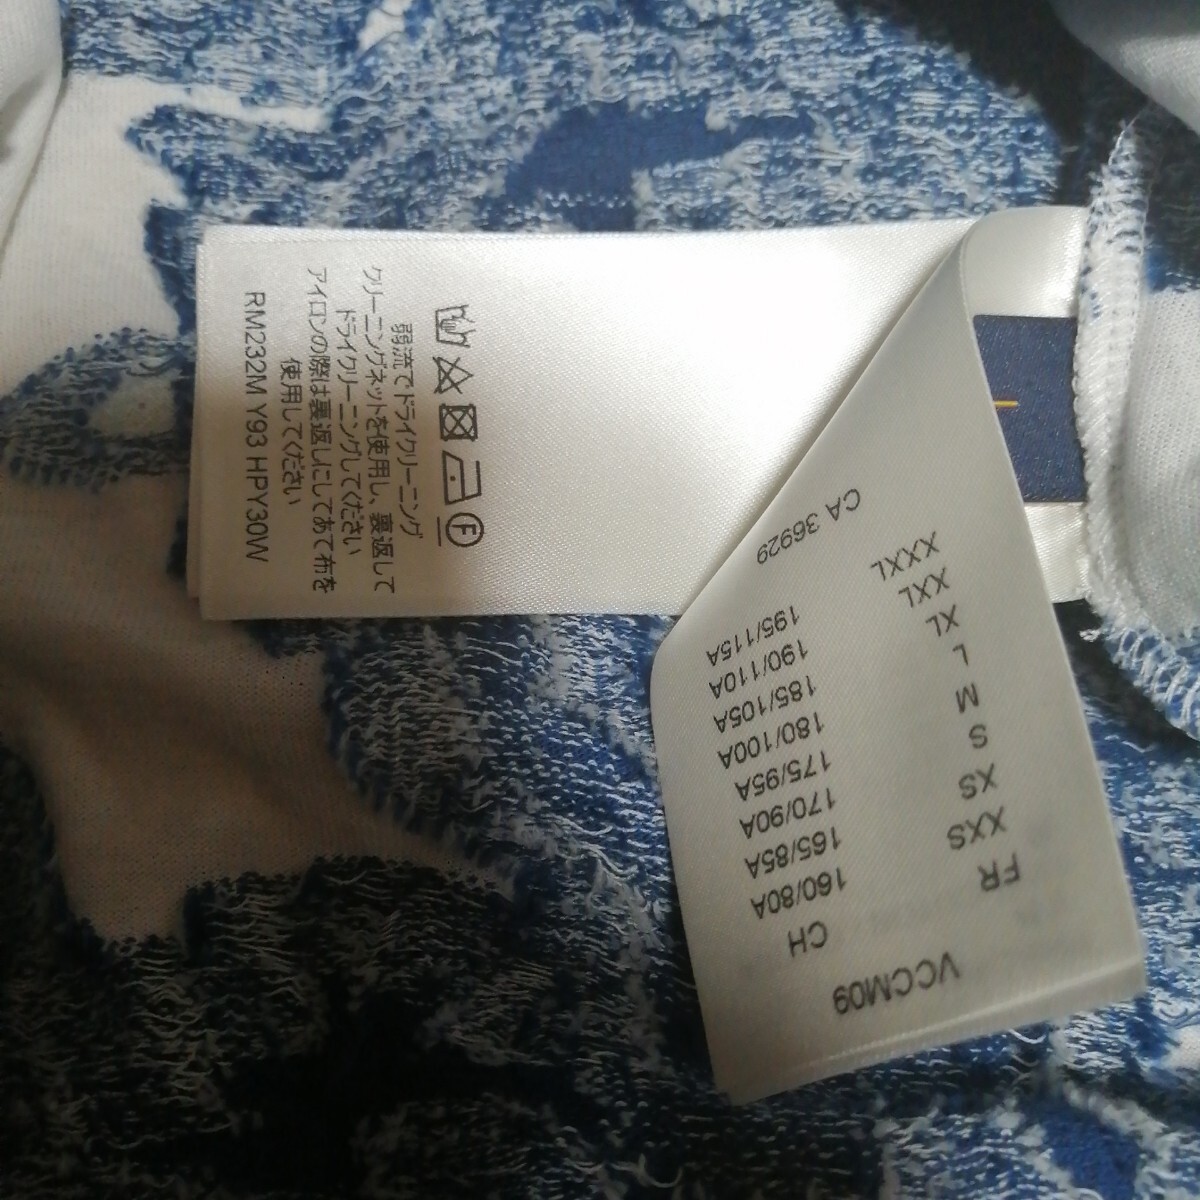 弱流でドライクリーニング
クリーニングネットを使用し、裏返して
ドライクリーニングしてください
アイロンの際は裏返しにしてあて布を
使用してください
RM232M Y93 HPY30W
F
VCCM09
FR CH
XXS 160/80A
XS 165/85A
S 170/90A
M 175/95A
L 180/100A
XL 185/105A
XXL 190/110A
XXXL 195/115A
CA 36929